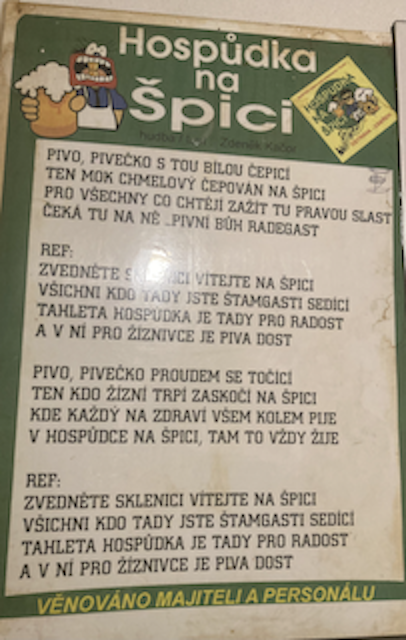 Hospůdka
na
Špici
hudba / text: Zdeněk Kačor
PIVO, PIVEČKO S TOU BÍLOU ČEPICÍ
TEN MOK CHMELOVÝ ČEPOVÁN NA ŠPICI
PRO VŠECHNY CO CHTĚJÍ ZAŽÍT TU PRAVOU SLAST
ČEKÁ TU NA NĚ ..PIVNÍ BŮH RADEGAST
REF:
ZVEDNĚTE SKLENICI VÍTEJTE NA ŠPICI
VŠICHNI KDO TADY JSTE ŠTAMGASTI SEDÍCÍ
TAHLETA HOSPŮDKA JE TADY PRO RADOST
A V NÍ PRO ŽÍZNIVCE JE PIVA DOST
PIVO, PIVEČKO PROUDEM SE TOČÍCÍ
TEN KDO ŽÍZNÍ TRPÍ ZASKOČÍ NA ŠPICI
KDE KAŽDÝ NA ZDRAVÍ VŠEM KOLEM PIJE
V HOSPŮDCE NA ŠPICI, TAM TO VŽDY ŽIJE
REF:
ZVEDNĚTE SKLENICI VÍTEJTE NA ŠPICI
VŠICHNI KDO TADY JSTE ŠTAMGASTI SEDÍCÍ
TAHLETA HOSPŮDKA JE TADY PRO RADOST
A V NÍ PRO ŽÍZNIVCE JE PIVA DOST
VĚNOVÁNO MAJITELI A PERSONÁLU